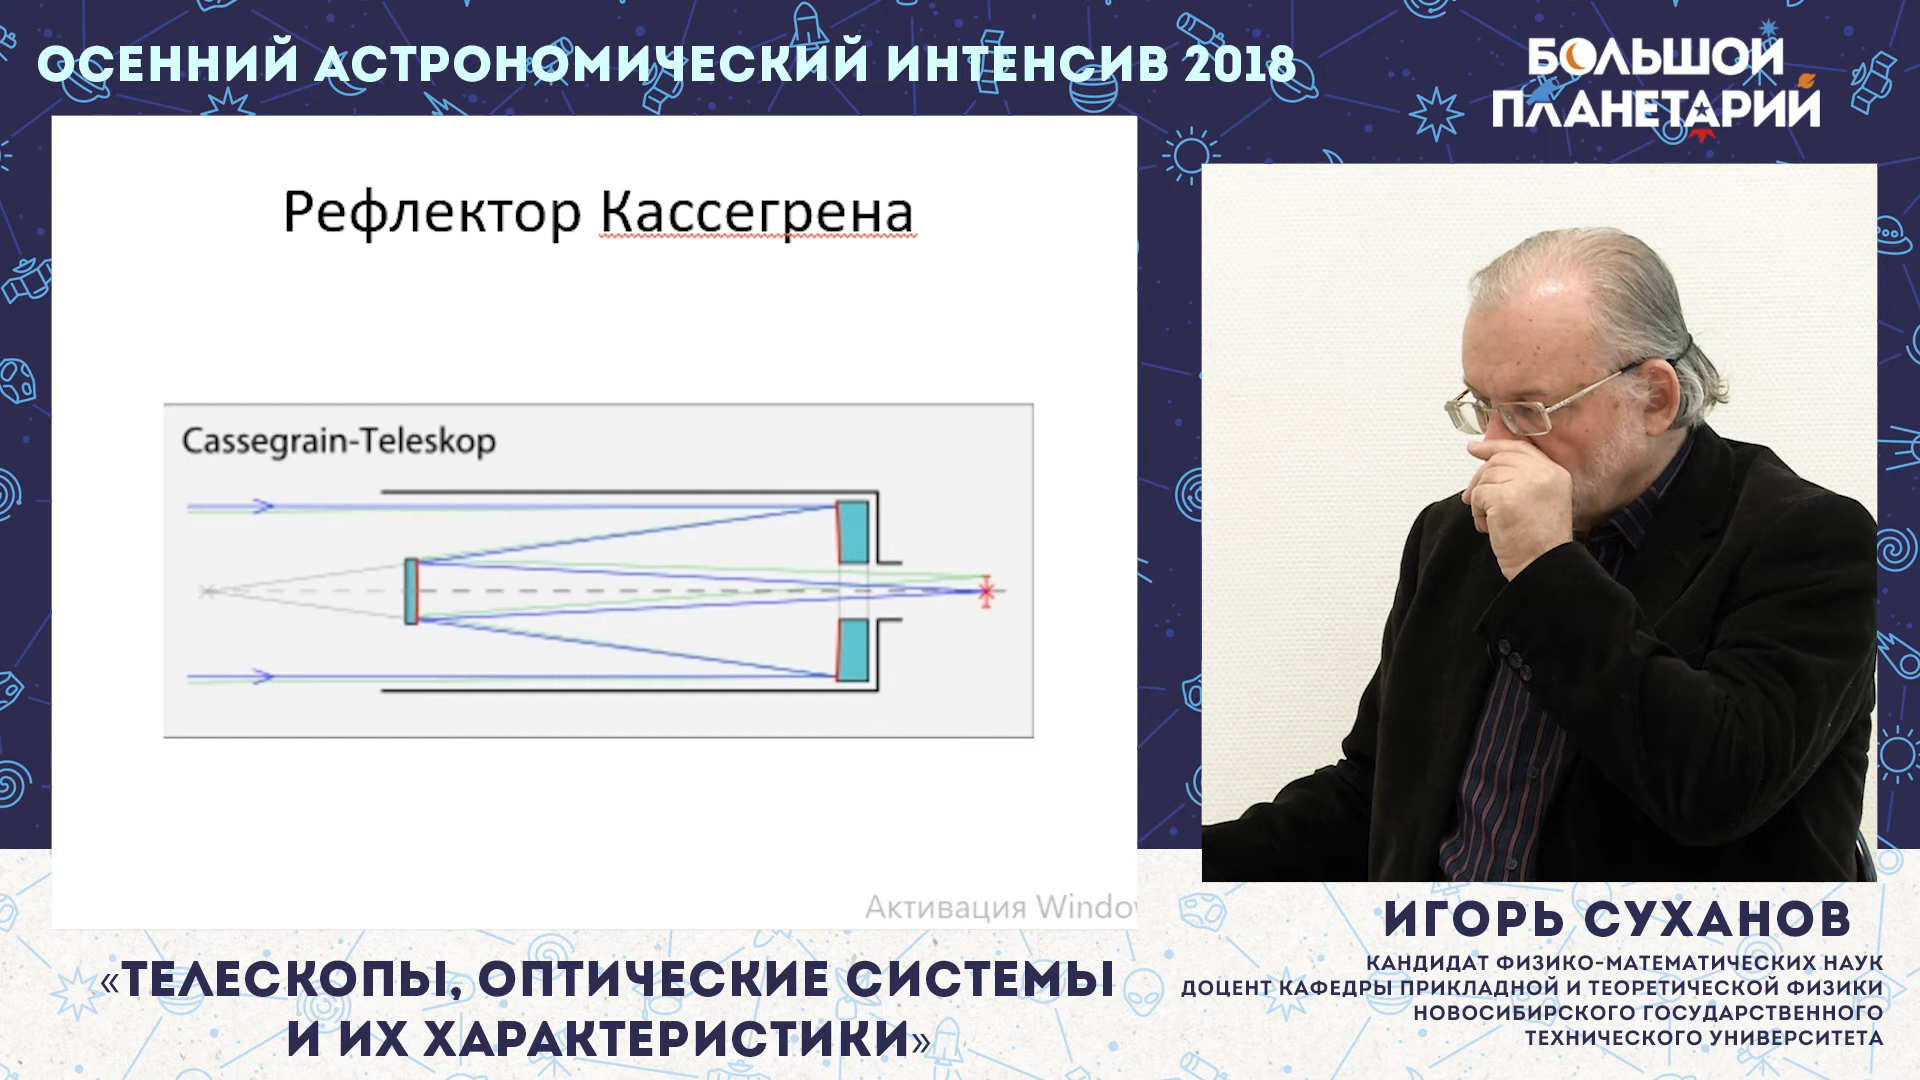 ОСЕННИЙ АСТРОНОМИЧЕСКИЙ ИНТЕНСИВ 2018
БОЛЬШОЙ
ПЛАНЕТАРИЙ
Рефлектор Кассегрена
Cassegrain-Teleskop
Активация Window
«ТЕЛЕСКОПЫ, ОПТИЧЕСКИЕ СИСТЕМЫ
И ИХ ХАРАКТЕРИСТИКИ»
ИГОРЬ СУХАНОВ
КАНДИДАТ ФИЗИКО-МАТЕМАТИЧЕСКИХ НАУК
ДОЦЕНТ КАФЕДРЫ ПРИКЛАДНОЙ И ТЕОРЕТИЧЕСКОЙ ФИЗИКИ
НОВОСИБИРСКОГО ГОСУДАРСТВЕННОГО
ТЕХНИЧЕСКОГО УНИВЕРСИТЕТА